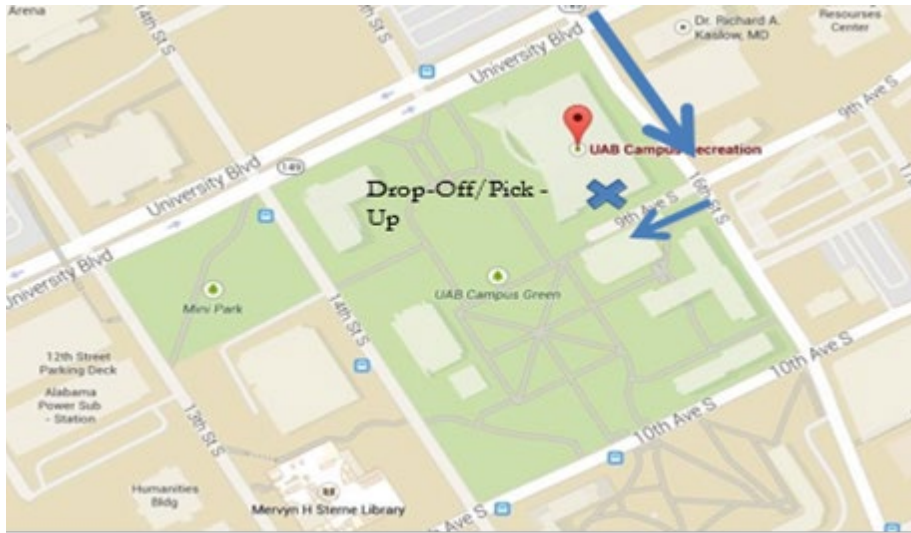 Arena
14th St S
Dr. Richard A.
Kaslow, MD
Resourses
Center
University Blvd
9th Ave S
UAB Campus Recreation
149
University Blvd
Drop-Off/Pick -
Up
16th St S
9th Ave S
University Blvd
Mini Park
UAB Campus Green
14th St S
12th Street
Parking Deck
Alabama
Power Sub
- Station
10th Ave S
13th St S
10th Ave S
Humanities
Bldg
Mervyn H Sterne Library
Ave S